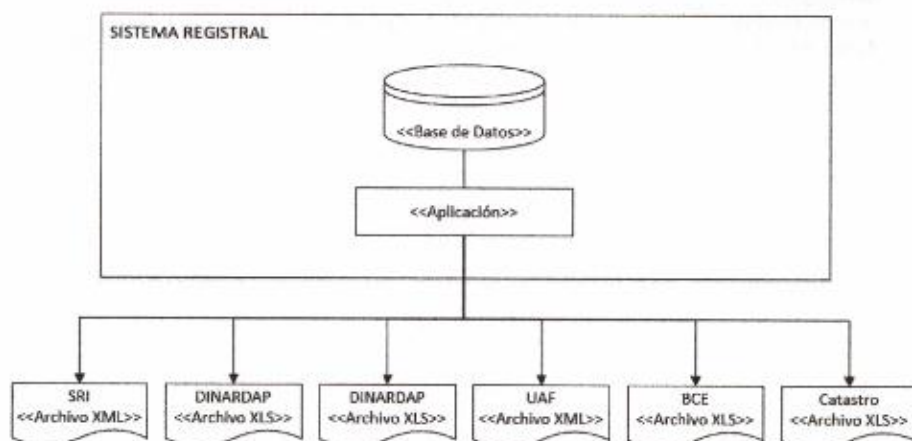 SISTEMA REGISTRAL
<<Base de Datos>>
<<Aplicación>>
SRI
<<Archivo XML>>
DINARDAP
<<Archivo XLS>>
DINARDAP
<<Archivo XLS>>
UAF
<<Archivo XML>>
BCE
<<Archivo XLS>>
Catastro
<<Archivo XLS>>